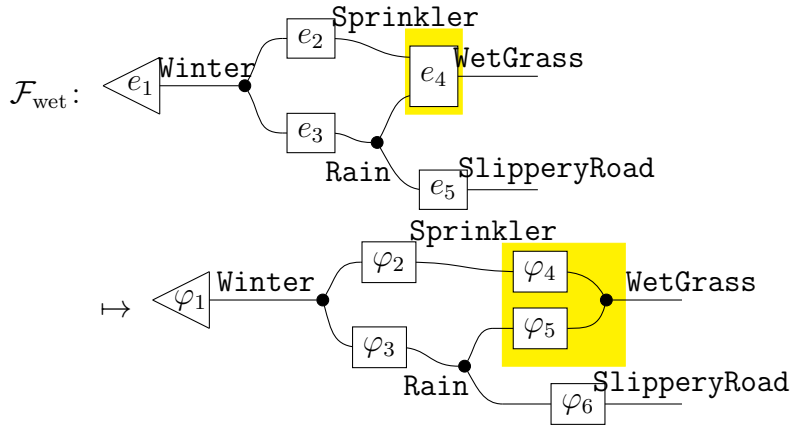 Sprinkler
e₂
𝓕wet: e₁ Winter e₄ WetGrass
e₃
Rain e₅ SlipperyRoad
Sprinkler
φ₂ φ₄
↦ φ₁ Winter WetGrass
φ₃ φ₅
Rain φ₆ SlipperyRoad